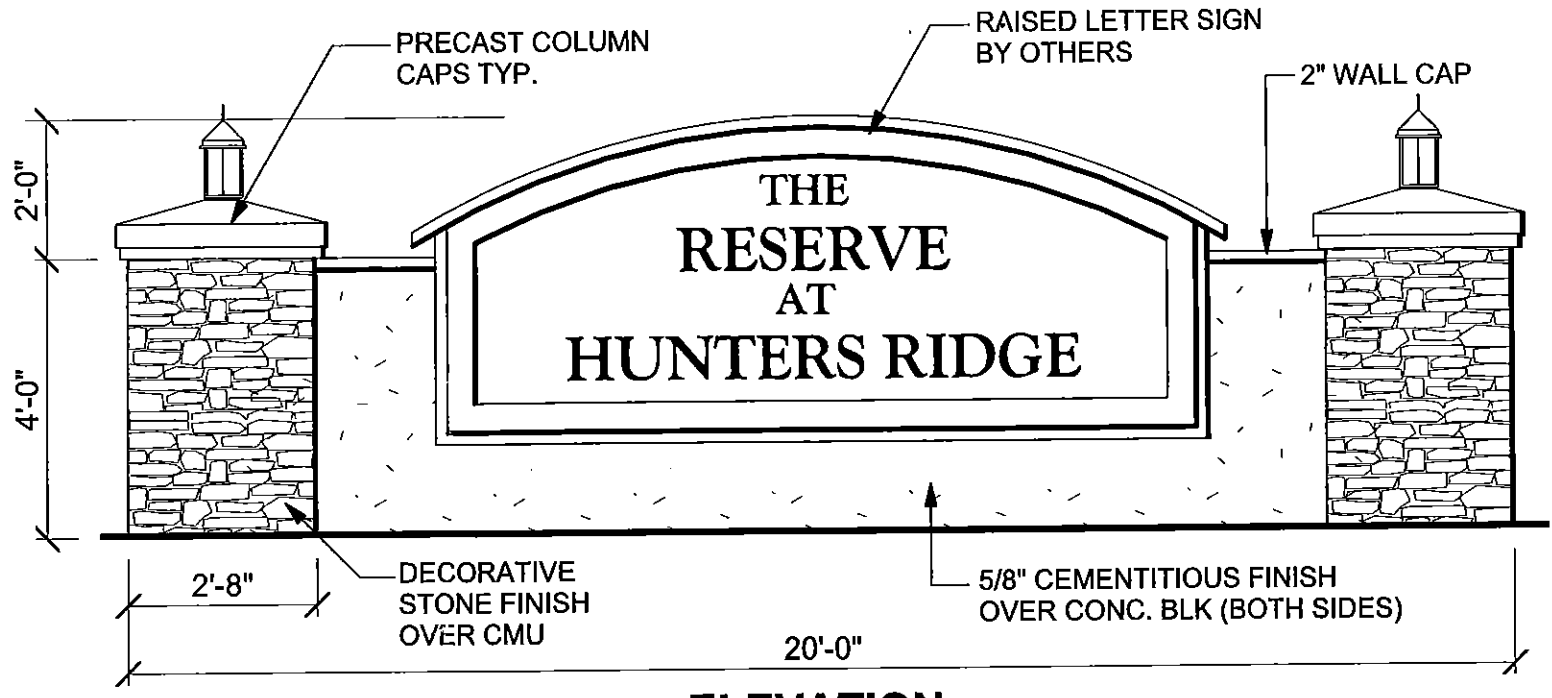 PRECAST COLUMN
CAPS TYP.
RAISED LETTER SIGN
BY OTHERS
2" WALL CAP
2'-0"
4'-0"
THE
RESERVE
AT
HUNTERS RIDGE
2'-8"
DECORATIVE
STONE FINISH
OVER CMU
5/8" CEMENTITIOUS FINISH
OVER CONC. BLK (BOTH SIDES)
20'-0"
ELEVATION